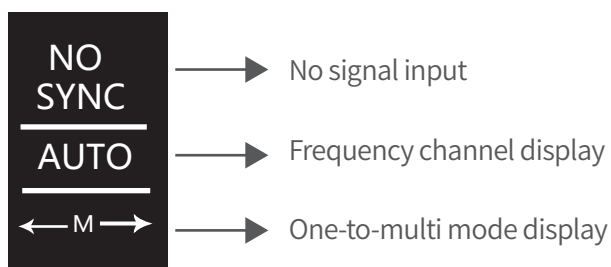 NO
SYNC
No signal input
AUTO
Frequency channel display
M
One-to-multi mode display